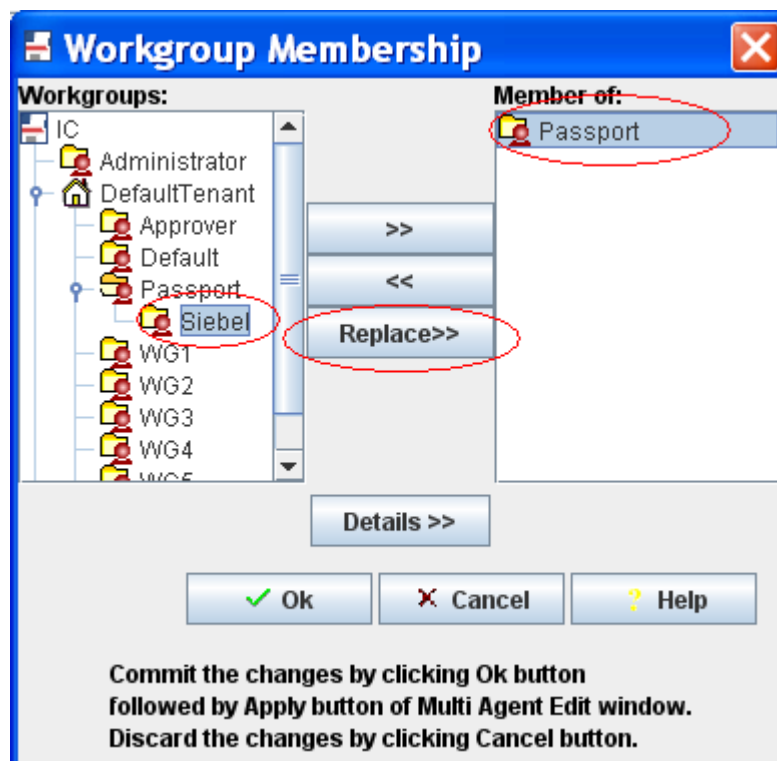 Workgroup Membership
Workgroups:
Member of:
IC
Administrator
DefaultTenant
Approver
Default
Passport
Siebel
WG1
WG2
WG3
WG4
WG5
Passport
>>
<<
Replace>>
Details >>
Ok
Cancel
? Help
Commit the changes by clicking Ok button
followed by Apply button of Multi Agent Edit window.
Discard the changes by clicking Cancel button.